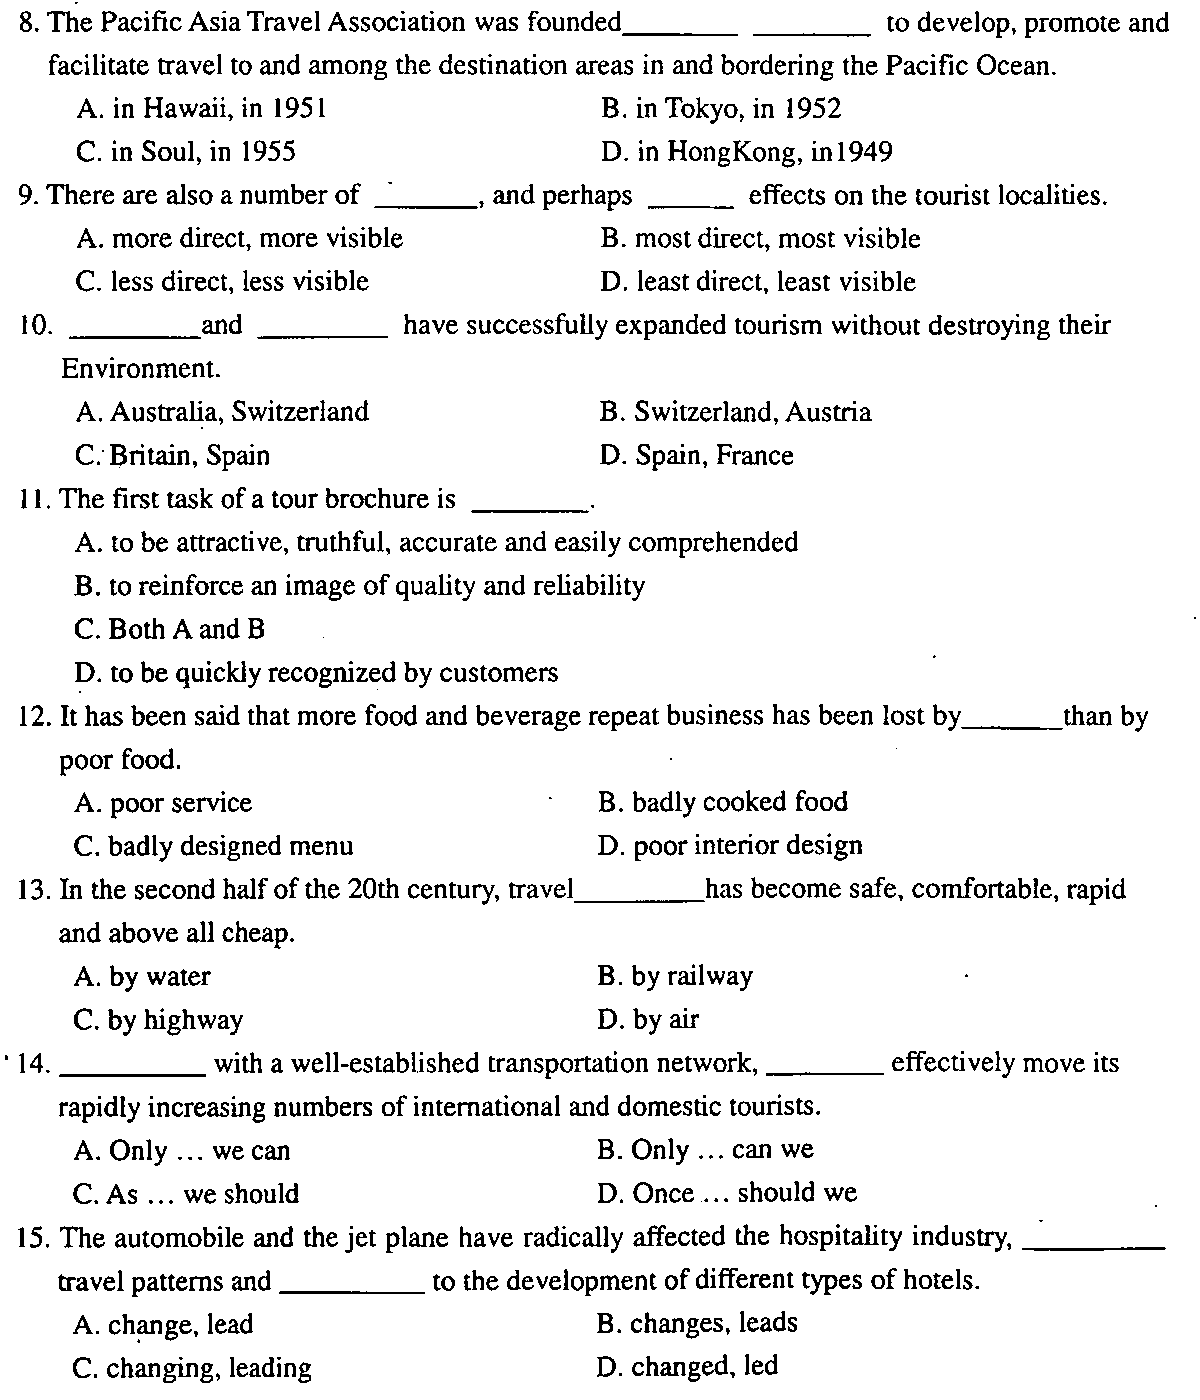 8. The Pacific Asia Travel Association was founded________ ________ to develop, promote and
facilitate travel to and among the destination areas in and bordering the Pacific Ocean.
A. in Hawaii, in 1951 B. in Tokyo, in 1952
C. in Soul, in 1955 D. in HongKong, in1949
9. There are also a number of _______, and perhaps ______ effects on the tourist localities.
A. more direct, more visible B. most direct, most visible
C. less direct, less visible D. least direct, least visible
10. _________and _________ have successfully expanded tourism without destroying their
Environment.
A. Australia, Switzerland B. Switzerland, Austria
C. Britain, Spain D. Spain, France
11. The first task of a tour brochure is ________.
A. to be attractive, truthful, accurate and easily comprehended
B. to reinforce an image of quality and reliability
C. Both A and B
D. to be quickly recognized by customers
12. It has been said that more food and beverage repeat business has been lost by_______than by
poor food.
A. poor service B. badly cooked food
C. badly designed menu D. poor interior design
13. In the second half of the 20th century, travel_________has become safe, comfortable, rapid
and above all cheap.
A. by water B. by railway
C. by highway D. by air
14. __________ with a well-established transportation network, ________ effectively move its
rapidly increasing numbers of international and domestic tourists.
A. Only … we can B. Only … can we
C. As … we should D. Once … should we
15. The automobile and the jet plane have radically affected the hospitality industry, __________
travel patterns and __________ to the development of different types of hotels.
A. change, lead B. changes, leads
C. changing, leading D. changed, led